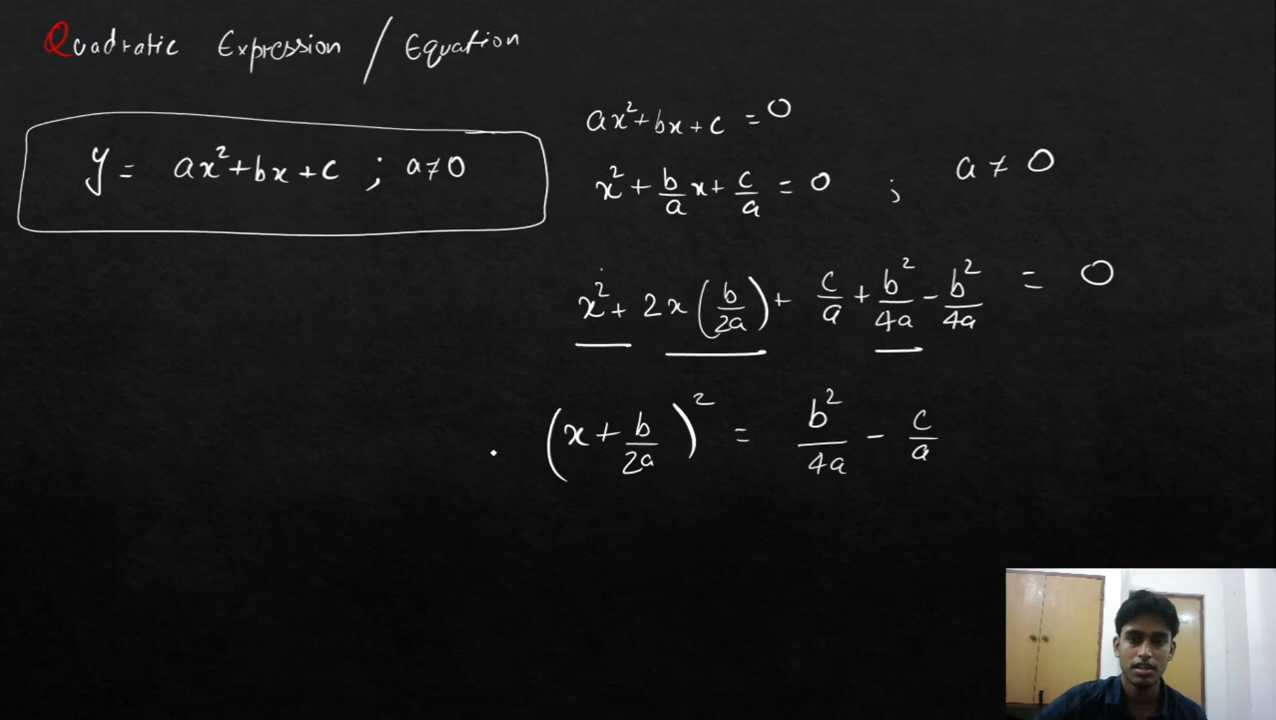 Quadratic Expression / Equation
y = ax²+bx+c ; a≠0
ax²+bx+c = 0
x² + b/a x + c/a = 0 ; a ≠ 0
x² + 2x (b/2a) + c/a + b²/4a - b²/4a = 0
(x + b/2a)² = b²/4a - c/a